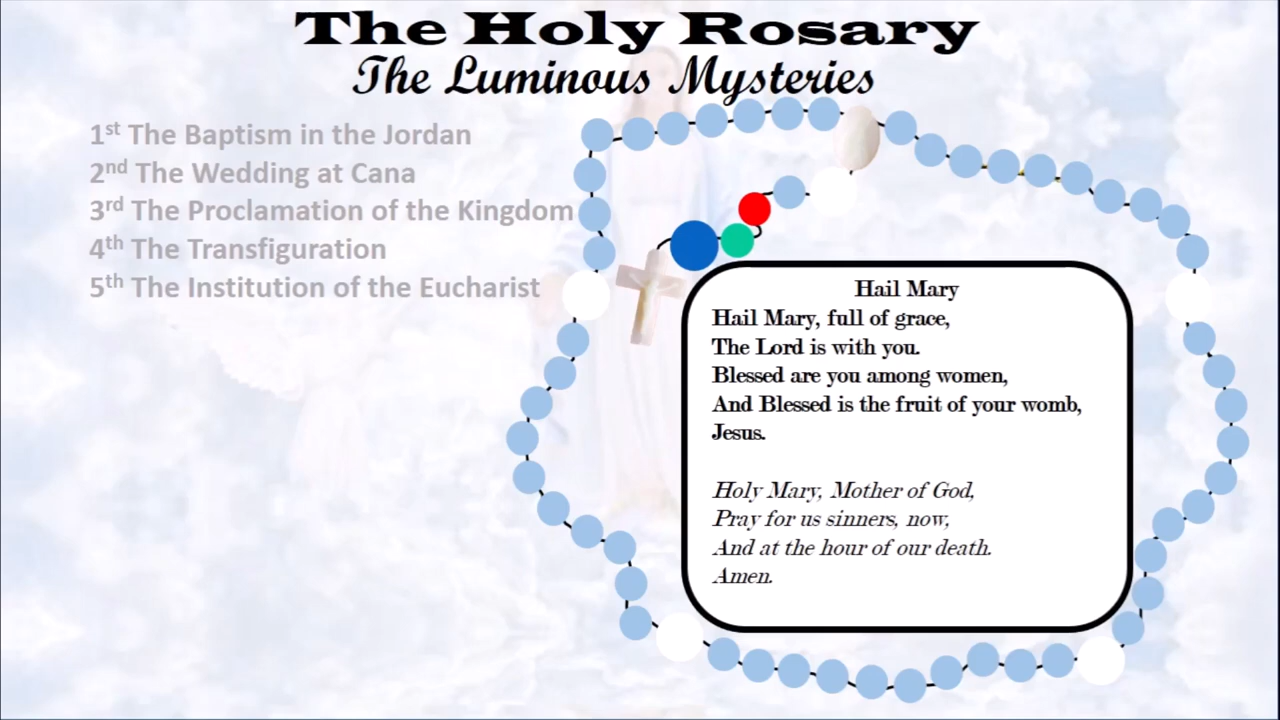 The Holy Rosary
The Luminous Mysteries
1st The Baptism in the Jordan
2nd The Wedding at Cana
3rd The Proclamation of the Kingdom
4th The Transfiguration
5th The Institution of the Eucharist
Hail Mary
Hail Mary, full of grace,
The Lord is with you.
Blessed are you among women,
And Blessed is the fruit of your womb,
Jesus.
Holy Mary, Mother of God,
Pray for us sinners, now,
And at the hour of our death.
Amen.